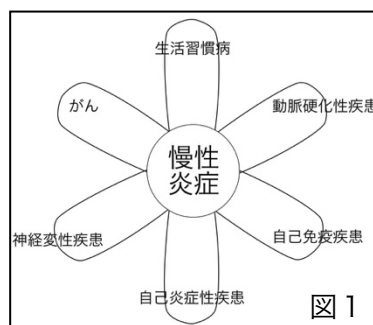 生活習慣病
がん
動脈硬化性疾患
慢性
炎症
神経変性疾患
自己免疫疾患
自己炎症性疾患
図1